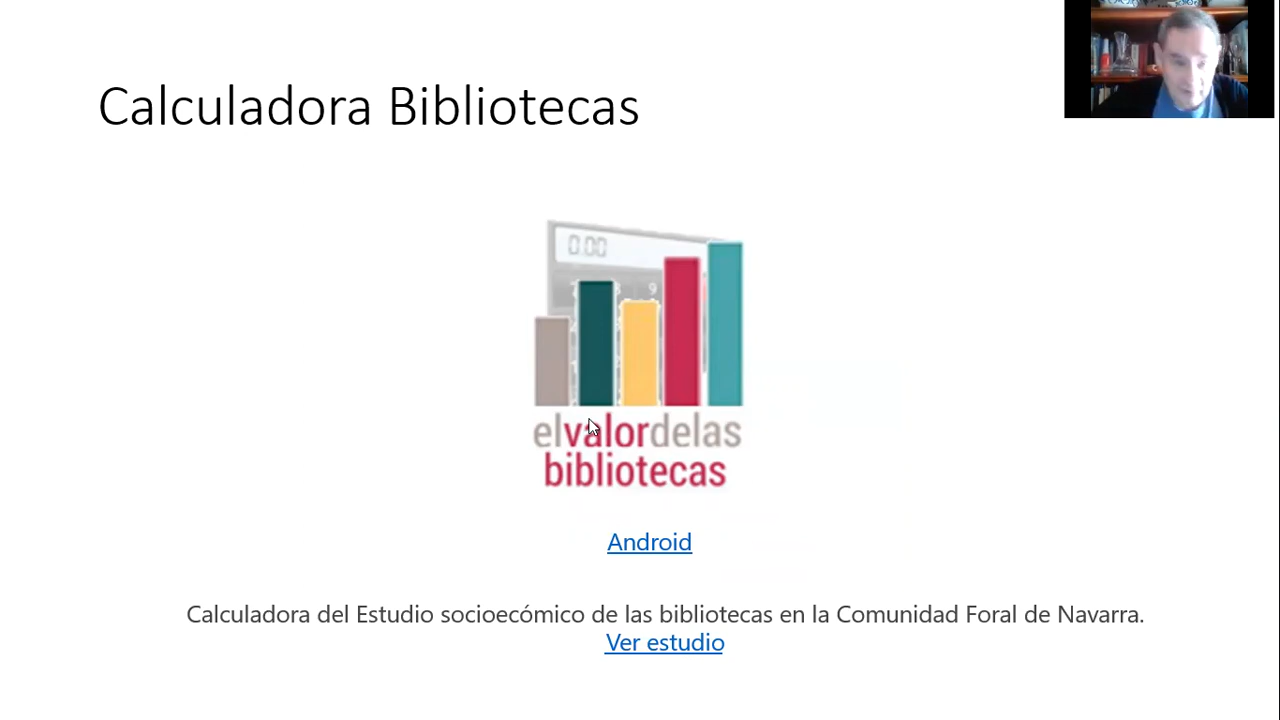 Calculadora Bibliotecas
0.00
9
elvalordelas
bibliotecas
Android
Calculadora del Estudio socioecómico de las bibliotecas en la Comunidad Foral de Navarra.
Ver estudio